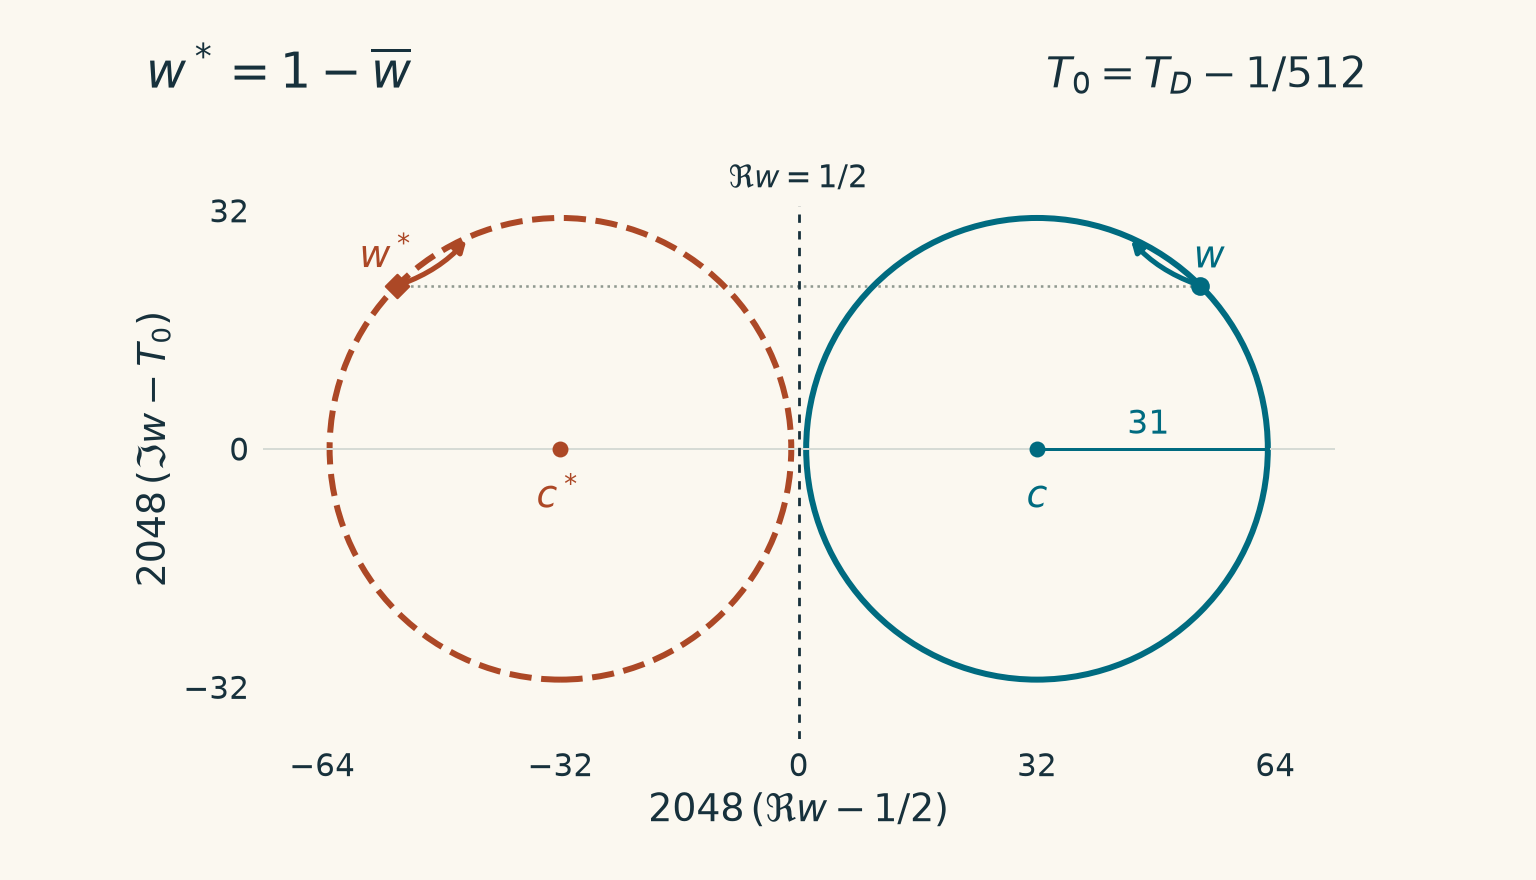 w* = 1 − w̅
T₀ = T_D − 1/512
ℜw = 1/2
32
w*
w
2048 (ℑw − T₀)
0
31
c*
c
−32
−64
−32
0
32
64
2048 (ℜw − 1/2)